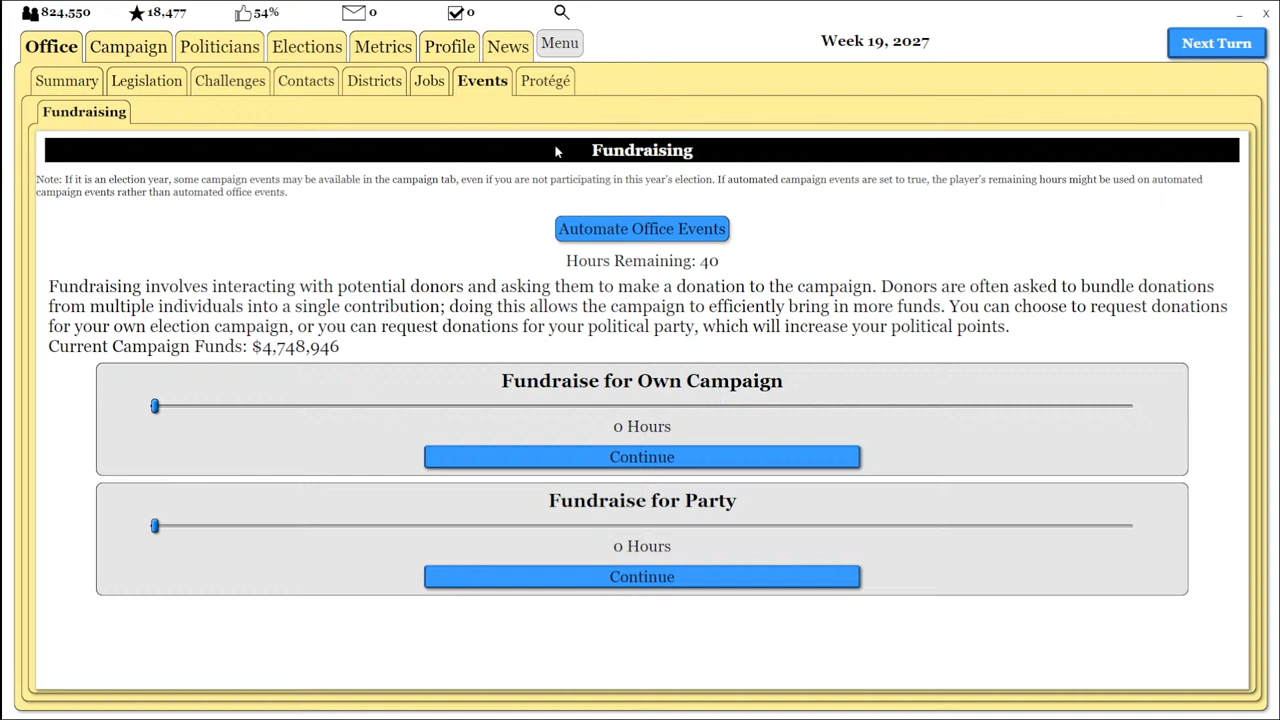 824,550 18,477 54% 0 0
_ X
Office Campaign Politicians Elections Metrics Profile News Menu
Week 19, 2027
Next Turn
Summary Legislation Challenges Contacts Districts Jobs Events Protégé
Fundraising
Fundraising
Note: If it is an election year, some campaign events may be available in the campaign tab, even if you are not participating in this year's election. If automated campaign events are set to true, the player's remaining hours might be used on automated
campaign events rather than automated office events.
Automate Office Events
Hours Remaining: 40
Fundraising involves interacting with potential donors and asking them to make a donation to the campaign. Donors are often asked to bundle donations
from multiple individuals into a single contribution; doing this allows the campaign to efficiently bring in more funds. You can choose to request donations
for your own election campaign, or you can request donations for your political party, which will increase your political points.
Current Campaign Funds: $4,748,946
Fundraise for Own Campaign
0 Hours
Continue
Fundraise for Party
0 Hours
Continue